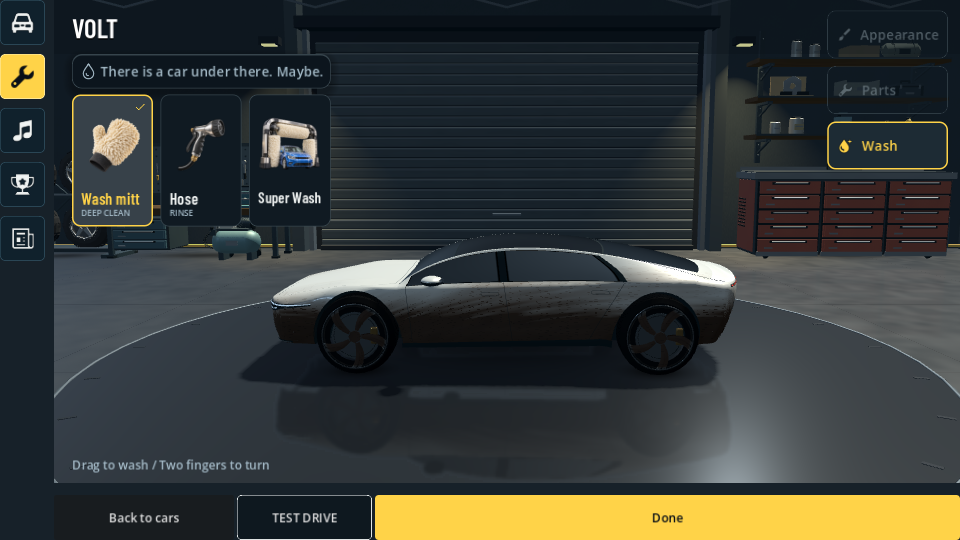 VOLT
There is a car under there. Maybe.
Wash mitt
DEEP CLEAN
Hose
RINSE
Super Wash
Appearance
Parts
Wash
Drag to wash / Two fingers to turn
Back to cars
TEST DRIVE
Done